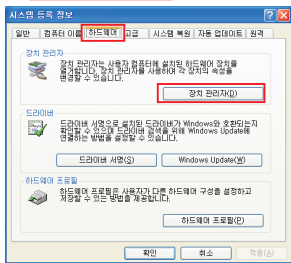 시스템 등록 정보
일반 컴퓨터 이름 하드웨어 고급 시스템 복원 자동 업데이트 원격
장치 관리자
장치 관리자는 사용자 컴퓨터에 설치된 하드웨어 장치를
열거합니다. 장치 관리자를 사용하여 각 장치의 속성을
변경할 수 있습니다.
장치 관리자(D)
드라이버
드라이버 서명으로 설치된 드라이버가 Windows와 호환되는지
확인할 수 있으며 드라이버 검색을 위해 Windows Update에
연결하는 방법을 설정할 수 있습니다.
드라이버 서명(S) Windows Update(W)
하드웨어 프로필
하드웨어 프로필은 사용자가 다른 하드웨어 구성을 설정하고
저장할 수 있는 방법을 제공합니다.
하드웨어 프로필(P)
확인 취소 적용(A)